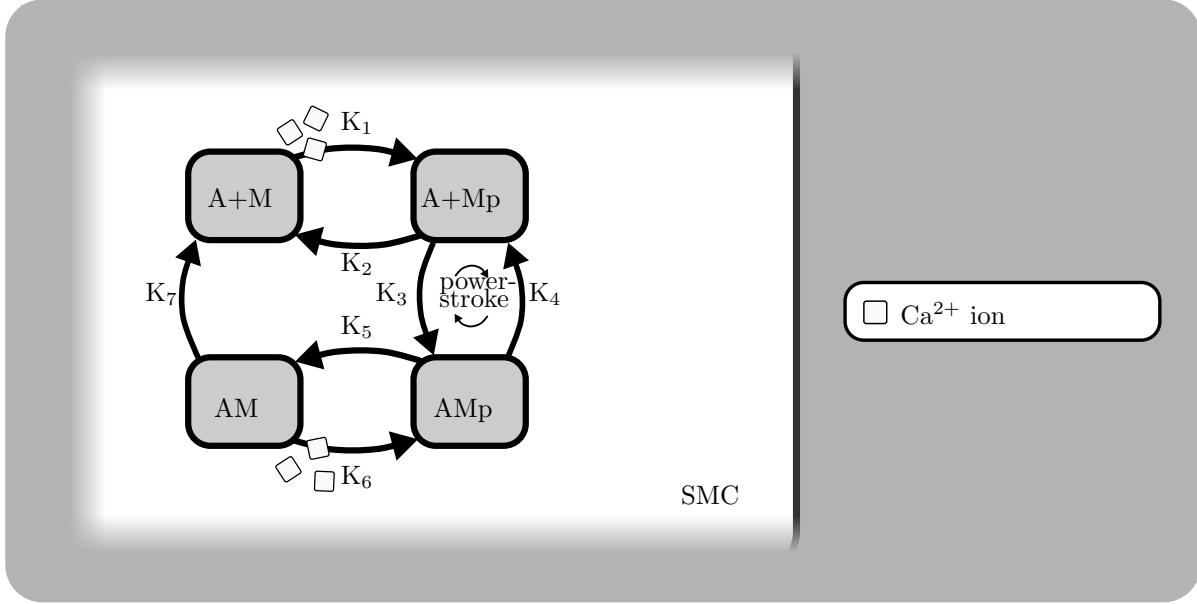 K₁
A+M
A+Mp
K₂
K₇
K₃
power-
stroke
K₄
Ca²⁺ ion
K₅
AM
AMp
K₆
SMC